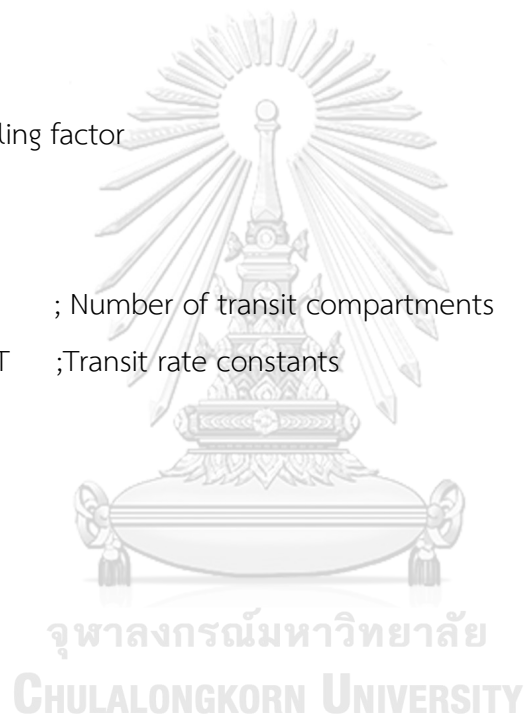 ling factor
; Number of transit compartments
T ;Transit rate constants
จุฬาลงกรณ์มหาวิทยาลัย
CHULALONGKORN UNIVERSITY